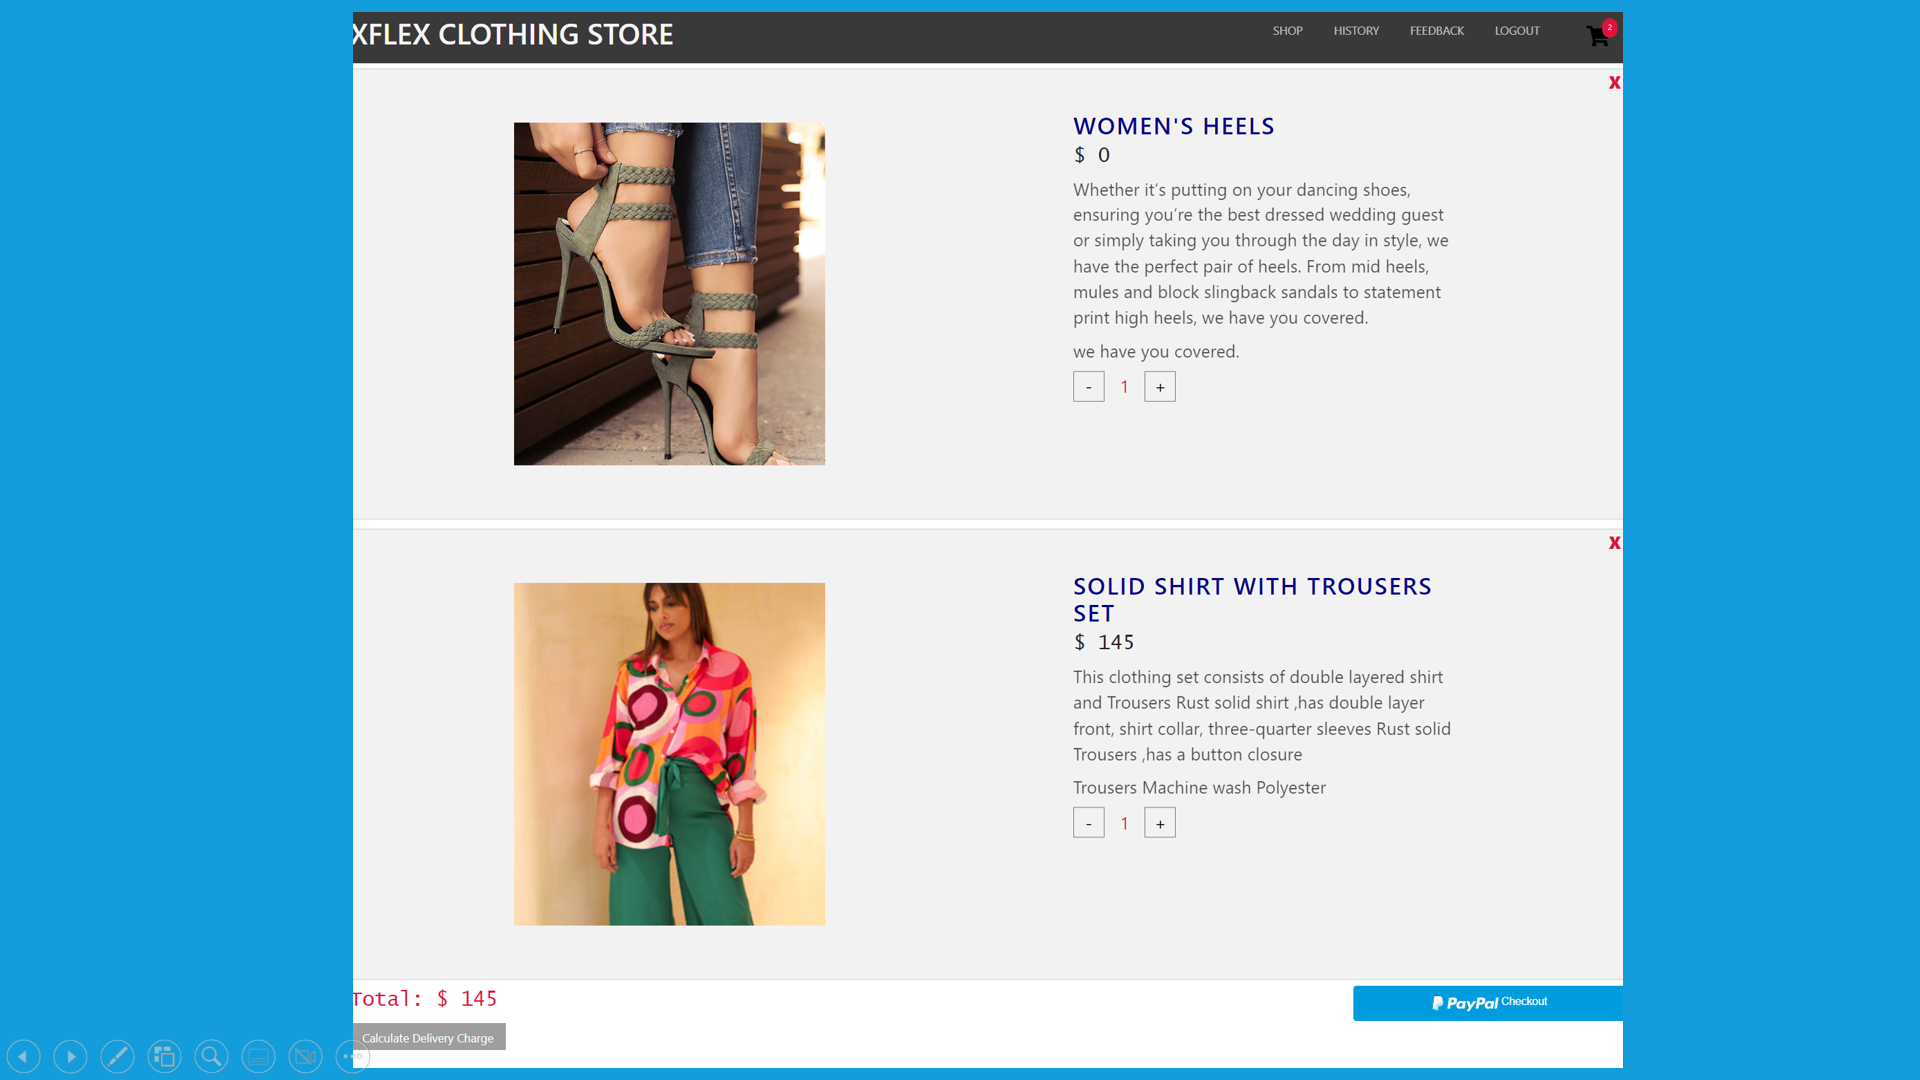 XFLEX CLOTHING STORE
SHOP HISTORY FEEDBACK LOGOUT 2
X
WOMEN'S HEELS
$ 0
Whether it's putting on your dancing shoes,
ensuring you're the best dressed wedding guest
or simply taking you through the day in style, we
have the perfect pair of heels. From mid heels,
mules and block slingback sandals to statement
print high heels, we have you covered.
we have you covered.
- 1 +
X
SOLID SHIRT WITH TROUSERS
SET
$ 145
This clothing set consists of double layered shirt
and Trousers Rust solid shirt ,has double layer
front, shirt collar, three-quarter sleeves Rust solid
Trousers ,has a button closure
Trousers Machine wash Polyester
- 1 +
Total: $ 145
PayPal Checkout
Calculate Delivery Charge